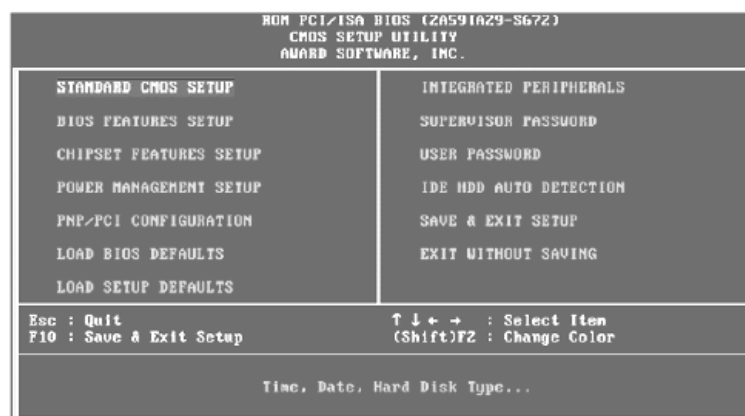 ROM PCI/ISA BIOS (2A59IA29-S672)
CMOS SETUP UTILITY
AWARD SOFTWARE, INC.
STANDARD CMOS SETUP
BIOS FEATURES SETUP
CHIPSET FEATURES SETUP
POWER MANAGEMENT SETUP
PNP/PCI CONFIGURATION
LOAD BIOS DEFAULTS
LOAD SETUP DEFAULTS
INTEGRATED PERIPHERALS
SUPERVISOR PASSWORD
USER PASSWORD
IDE HDD AUTO DETECTION
SAVE & EXIT SETUP
EXIT WITHOUT SAVING
Esc : Quit
F10 : Save & Exit Setup
↑ ↓ ← → : Select Item
(Shift)F2 : Change Color
Time, Date, Hard Disk Type...